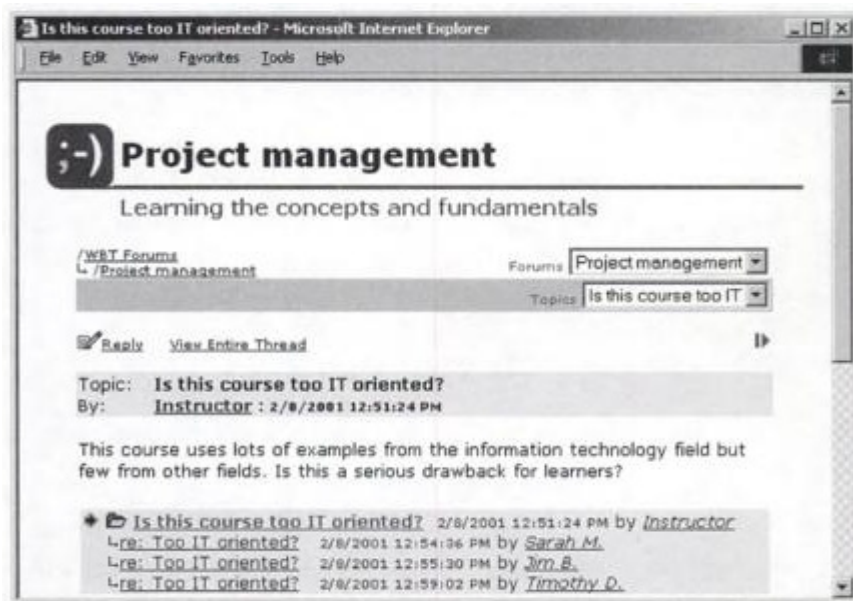 Is this course too IT oriented? - Microsoft Internet Explorer
File Edit View Favorites Tools Help
;-) Project management
Learning the concepts and fundamentals
/WBT Forums
/Project management
Forums Project management
Topics Is this course too IT
Reply View Entire Thread
Topic: Is this course too IT oriented?
By: Instructor : 2/8/2001 12:51:24 PM
This course uses lots of examples from the information technology field but
few from other fields. Is this a serious drawback for learners?
Is this course too IT oriented? 2/8/2001 12:51:24 PM by Instructor
re: Too IT oriented? 2/8/2001 12:54:36 PM by Sarah M.
re: Too IT oriented? 2/8/2001 12:55:30 PM by Jim B.
re: Too IT oriented? 2/8/2001 12:59:02 PM by Timothy D.